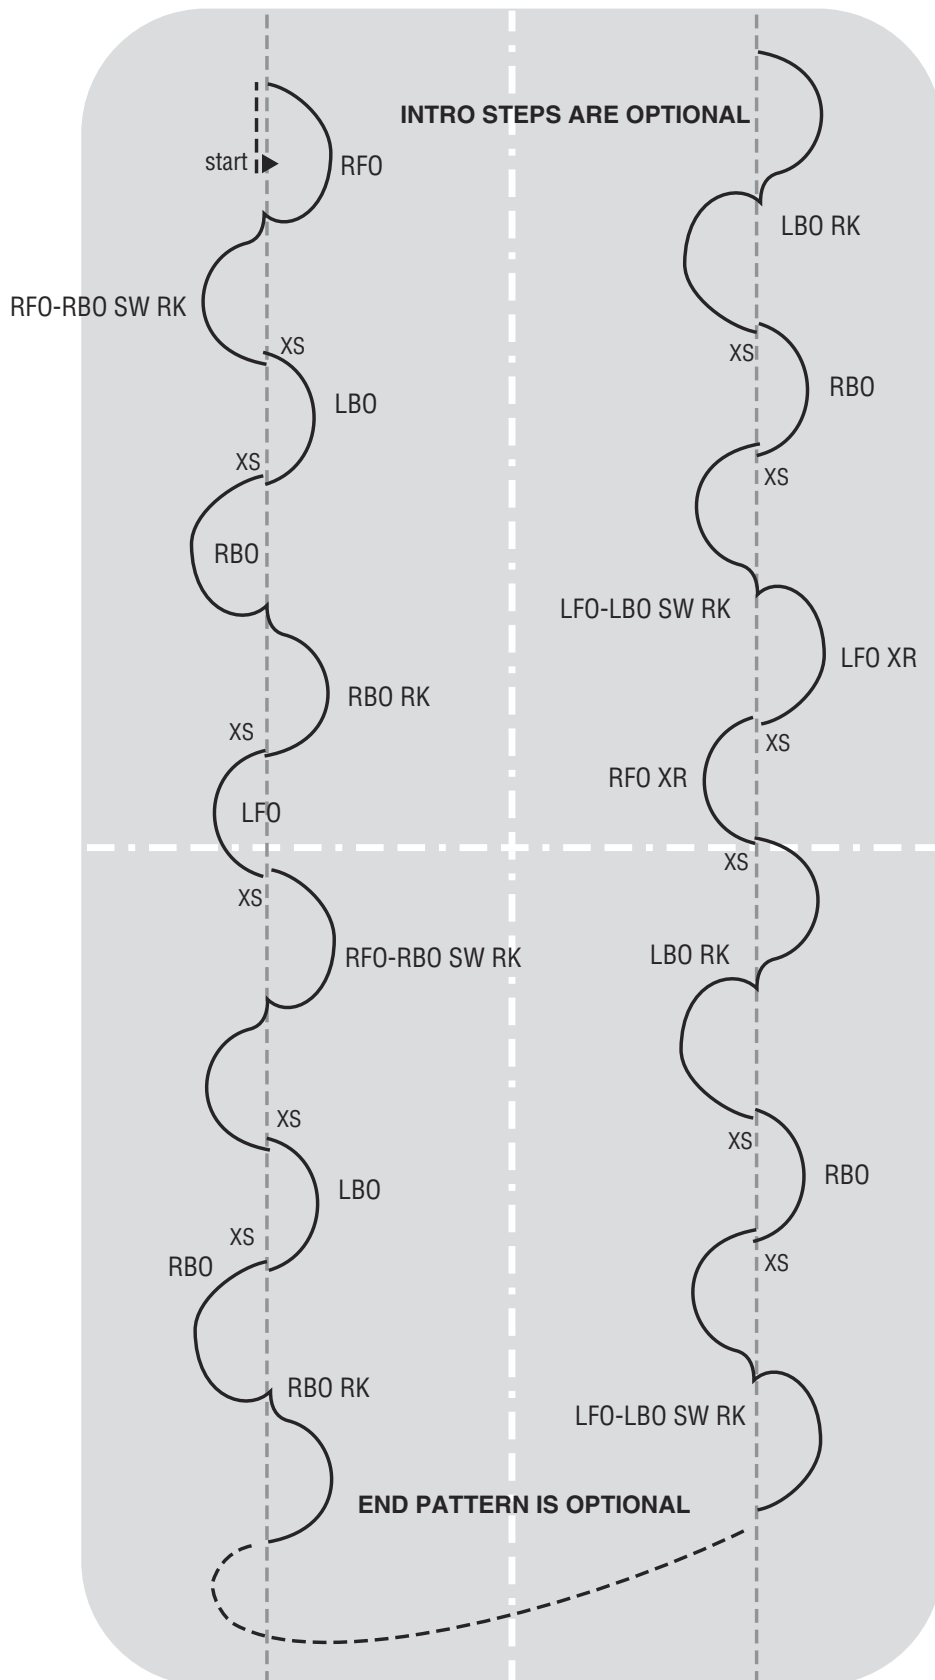 INTRO STEPS ARE OPTIONAL
start
RFO
RFO-RBO SW RK
XS
LBO
XS
RBO
RBO RK
XS
LFO
XS
RFO-RBO SW RK
XS
LBO
XS
RBO
RBO RK
END PATTERN IS OPTIONAL
LBO RK
XS
RBO
XS
LFO-LBO SW RK
LFO XR
XS
RFO XR
XS
LBO RK
XS
RBO
XS
LFO-LBO SW RK